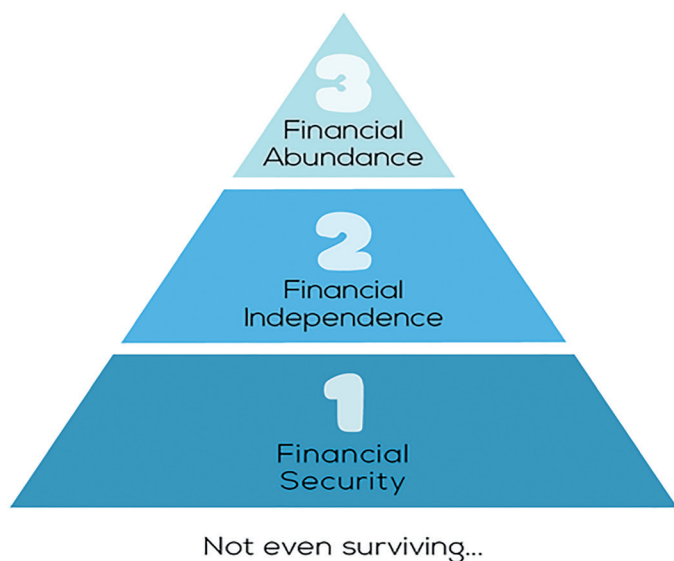 3
Financial
Abundance
2
Financial
Independence
1
Financial
Security
Not even surviving...